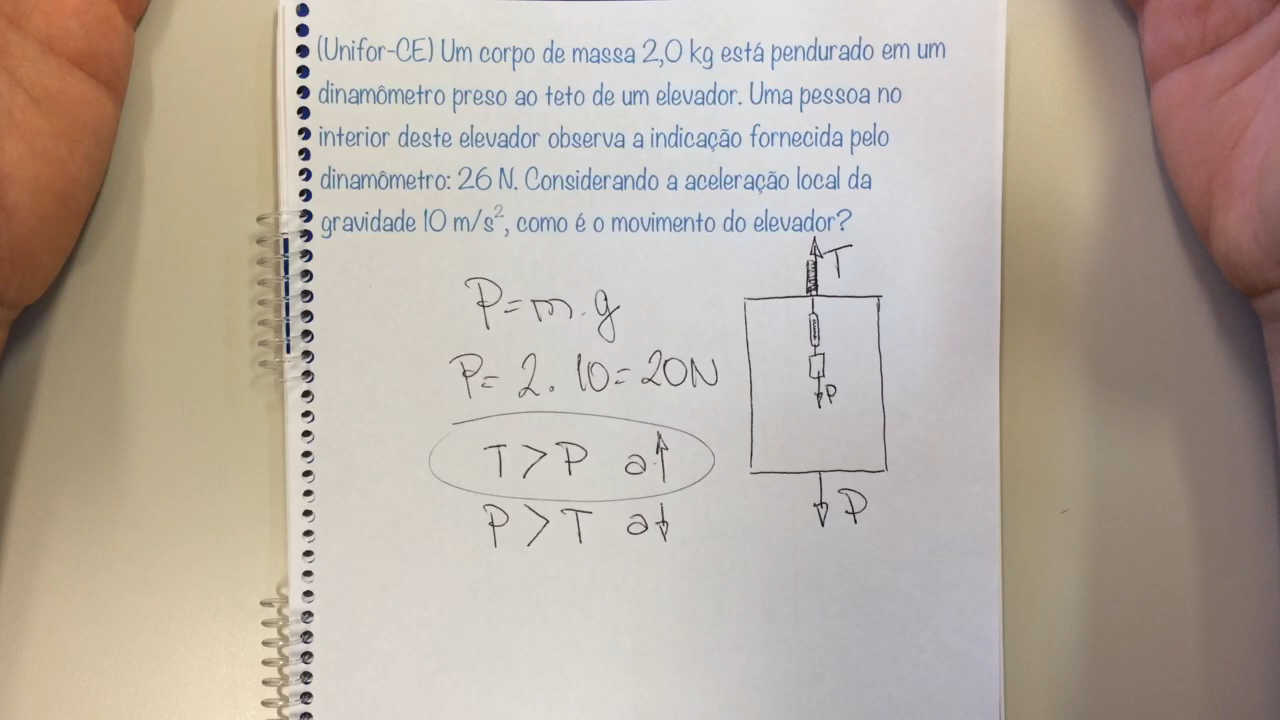 (Unifor-CE) Um corpo de massa 2,0 kg está pendurado em um
dinamômetro preso ao teto de um elevador. Uma pessoa no
interior deste elevador observa a indicação fornecida pelo
dinamômetro: 26 N. Considerando a aceleração local da
gravidade 10 m/s², como é o movimento do elevador?
T
P = m.g
P = 2. 10 = 20N
P
T > P a↑
P > T a↓
P